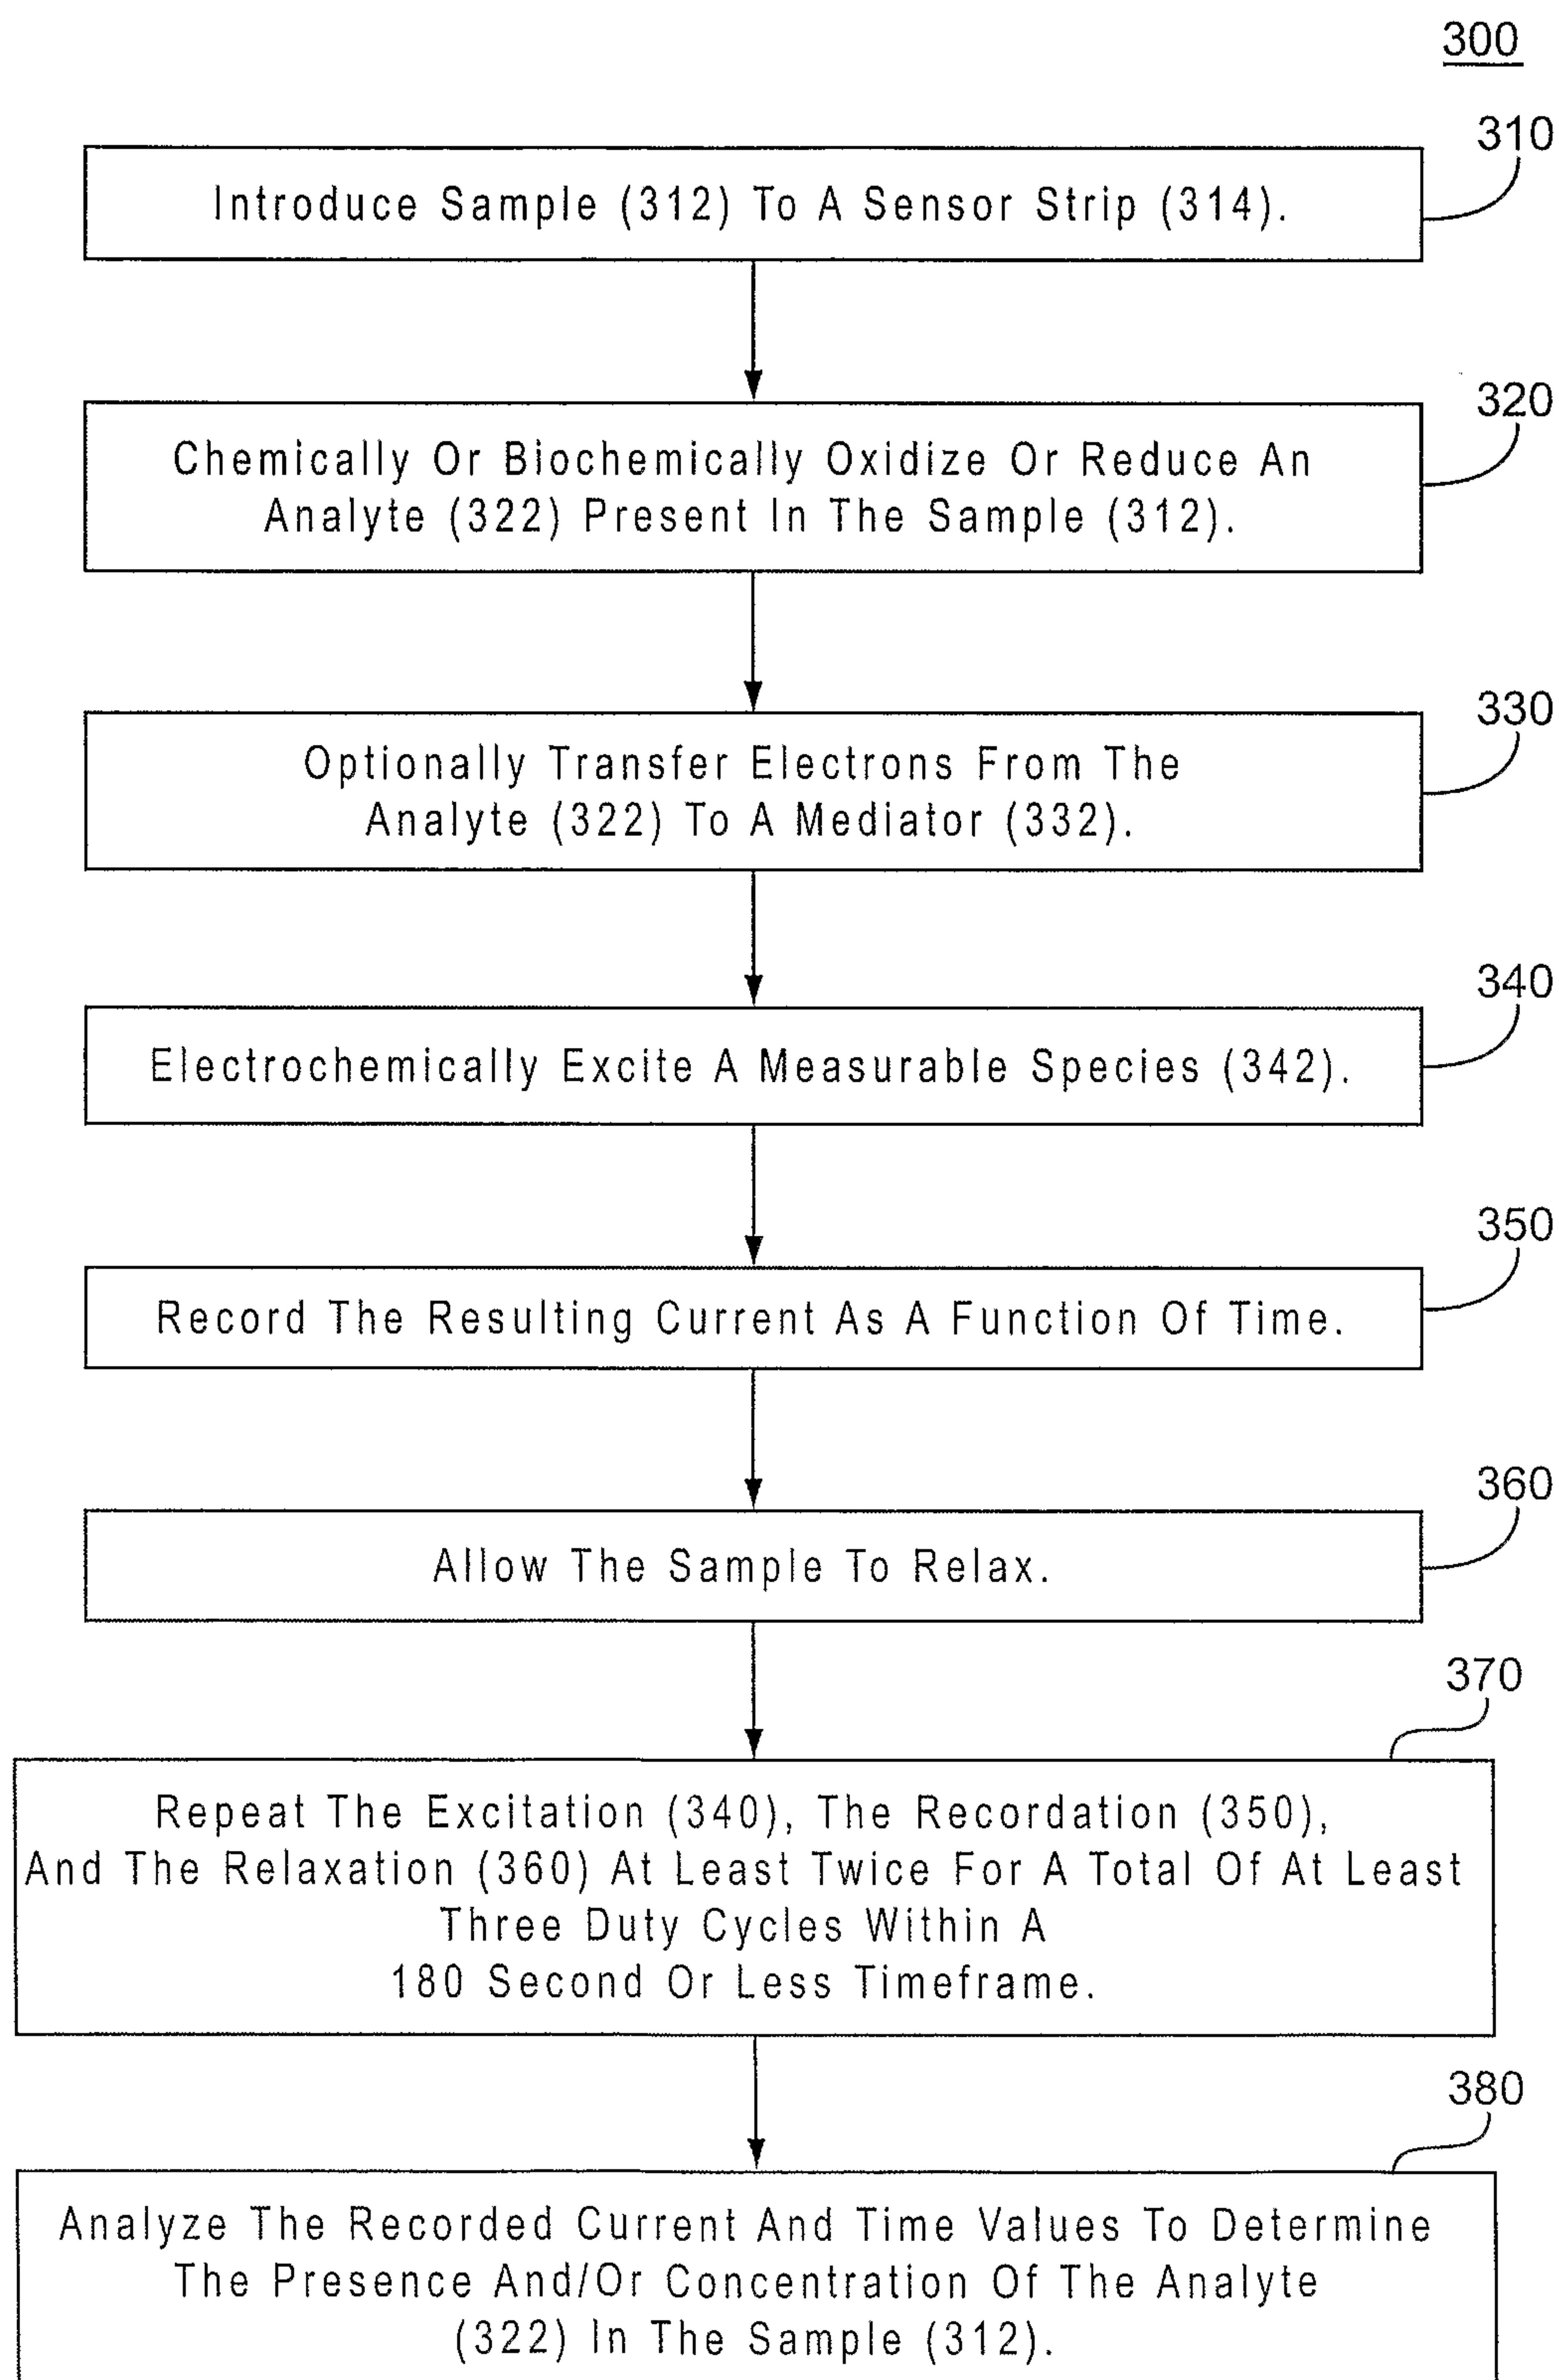 300
310
Introduce Sample (312) To A Sensor Strip (314).
320
Chemically Or Biochemically Oxidize Or Reduce An
Analyte (322) Present In The Sample (312).
330
Optionally Transfer Electrons From The
Analyte (322) To A Mediator (332).
340
Electrochemically Excite A Measurable Species (342).
350
Record The Resulting Current As A Function Of Time.
360
Allow The Sample To Relax.
370
Repeat The Excitation (340), The Recordation (350),
And The Relaxation (360) At Least Twice For A Total Of At Least
Three Duty Cycles Within A
180 Second Or Less Timeframe.
380
Analyze The Recorded Current And Time Values To Determine
The Presence And/Or Concentration Of The Analyte
(322) In The Sample (312).